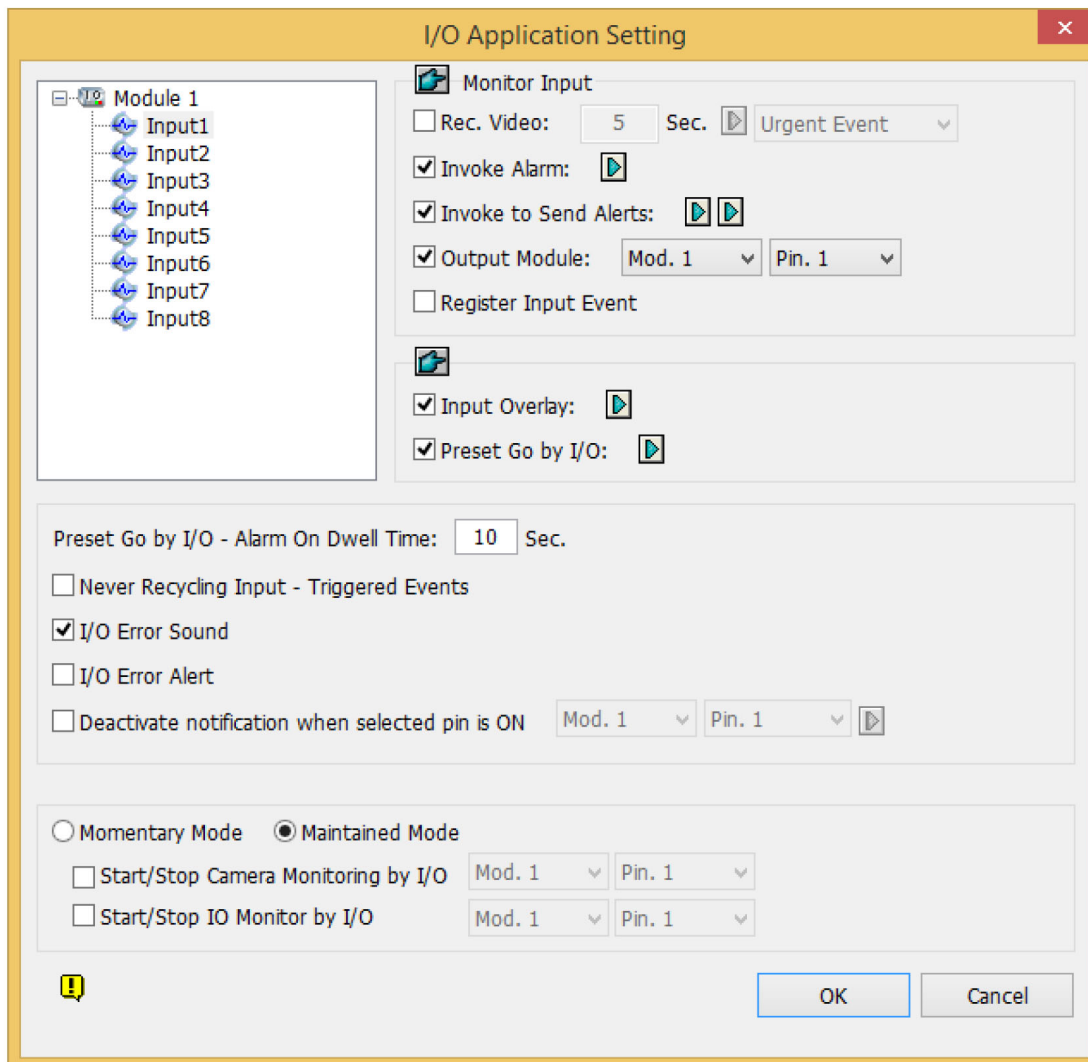 I/O Application Setting
Module 1
Input1
Input2
Input3
Input4
Input5
Input6
Input7
Input8
Monitor Input
Rec. Video: 5 Sec. Urgent Event
Invoke Alarm:
Invoke to Send Alerts:
Output Module: Mod. 1 Pin. 1
Register Input Event
Input Overlay:
Preset Go by I/O:
Preset Go by I/O - Alarm On Dwell Time: 10 Sec.
Never Recycling Input - Triggered Events
I/O Error Sound
I/O Error Alert
Deactivate notification when selected pin is ON Mod. 1 Pin. 1
Momentary Mode Maintained Mode
Start/Stop Camera Monitoring by I/O Mod. 1 Pin. 1
Start/Stop IO Monitor by I/O Mod. 1 Pin. 1
OK Cancel